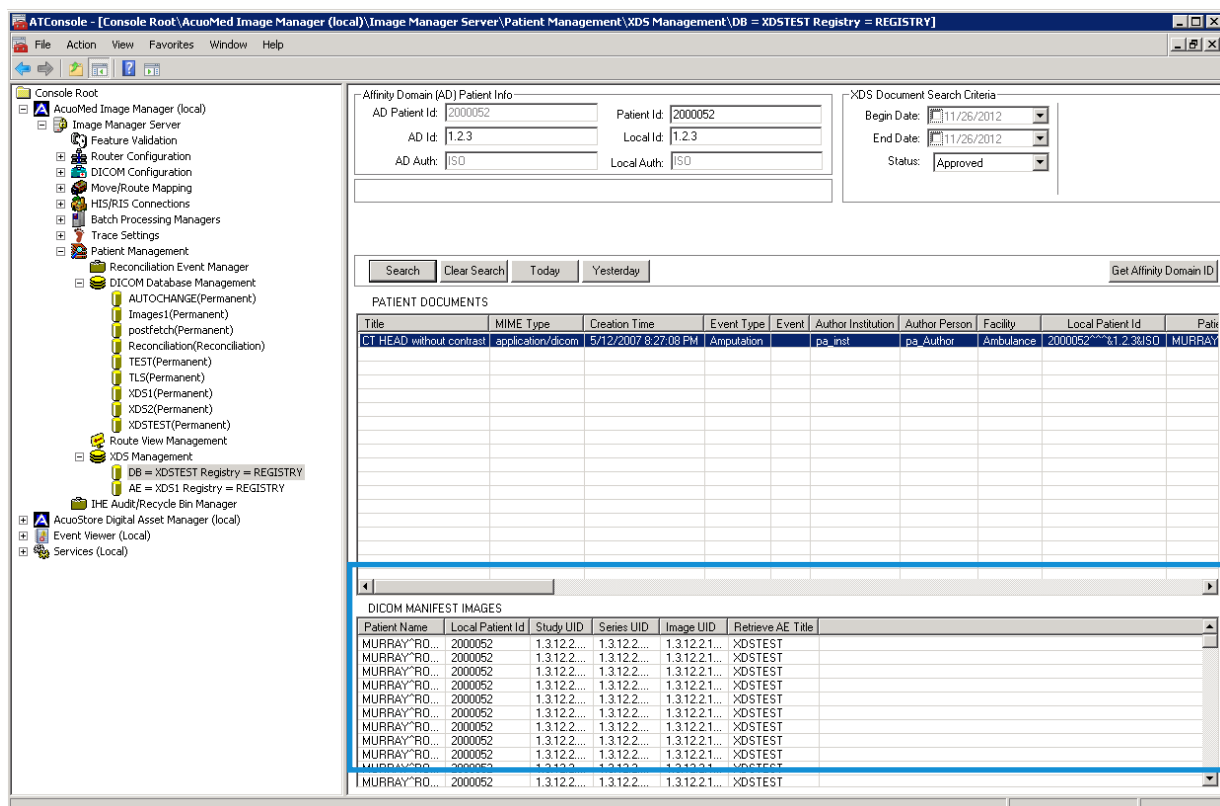 ATConsole - [Console Root\AcuoMed Image Manager (local)\Image Manager Server\Patient Management\XDS Management\DB = XDSTEST Registry = REGISTRY]
File Action View Favorites Window Help
Console Root
AcuoMed Image Manager (local)
Image Manager Server
Feature Validation
Router Configuration
DICOM Configuration
Move/Route Mapping
HIS/RIS Connections
Batch Processing Managers
Trace Settings
Patient Management
Reconciliation Event Manager
DICOM Database Management
AUTOCHANGE(Permanent)
Images1(Permanent)
postfetch(Permanent)
Reconciliation(Reconciliation)
TEST(Permanent)
TLS(Permanent)
XDS1(Permanent)
XDS2(Permanent)
XDSTEST(Permanent)
Route View Management
XDS Management
DB = XDSTEST Registry = REGISTRY
AE = XDS1 Registry = REGISTRY
IHE Audit/Recycle Bin Manager
AcuoStore Digital Asset Manager (local)
Event Viewer (Local)
Services (Local)
Affinity Domain (AD) Patient Info
AD Patient Id: 2000052 Patient Id: 2000052
AD Id: 1.2.3 Local Id: 1.2.3
AD Auth: ISO Local Auth: ISO
XDS Document Search Criteria
Begin Date: 11/26/2012
End Date: 11/26/2012
Status: Approved
Search Clear Search Today Yesterday Get Affinity Domain ID
PATIENT DOCUMENTS
Title MIME Type Creation Time Event Type Event Author Institution Author Person Facility Local Patient Id Patie
CT HEAD without contrast application/dicom 5/12/2007 8:27:08 PM Amputation pa_inst pa_Author Ambulance 2000052^^^&1.2.3&ISO MURRAY
DICOM MANIFEST IMAGES
Patient Name Local Patient Id Study UID Series UID Image UID Retrieve AE Title
MURRAY^RO... 2000052 1.3.12.2.... 1.3.12.2.... 1.3.12.2.1... XDSTEST
MURRAY^RO... 2000052 1.3.12.2.... 1.3.12.2.... 1.3.12.2.1... XDSTEST
MURRAY^RO... 2000052 1.3.12.2.... 1.3.12.2.... 1.3.12.2.1... XDSTEST
MURRAY^RO... 2000052 1.3.12.2.... 1.3.12.2.... 1.3.12.2.1... XDSTEST
MURRAY^RO... 2000052 1.3.12.2.... 1.3.12.2.... 1.3.12.2.1... XDSTEST
MURRAY^RO... 2000052 1.3.12.2.... 1.3.12.2.... 1.3.12.2.1... XDSTEST
MURRAY^RO... 2000052 1.3.12.2.... 1.3.12.2.... 1.3.12.2.1... XDSTEST
MURRAY^RO... 2000052 1.3.12.2.... 1.3.12.2.... 1.3.12.2.1... XDSTEST
MURRAY^RO... 2000052 1.3.12.2.... 1.3.12.2.... 1.3.12.2.1... XDSTEST
MURRAY^RO... 2000052 1.3.12.2.... 1.3.12.2.... 1.3.12.2.1... XDSTEST
MURRAY^RO... 2000052 1.3.12.2.... 1.3.12.2.... 1.3.12.2.1... XDSTEST